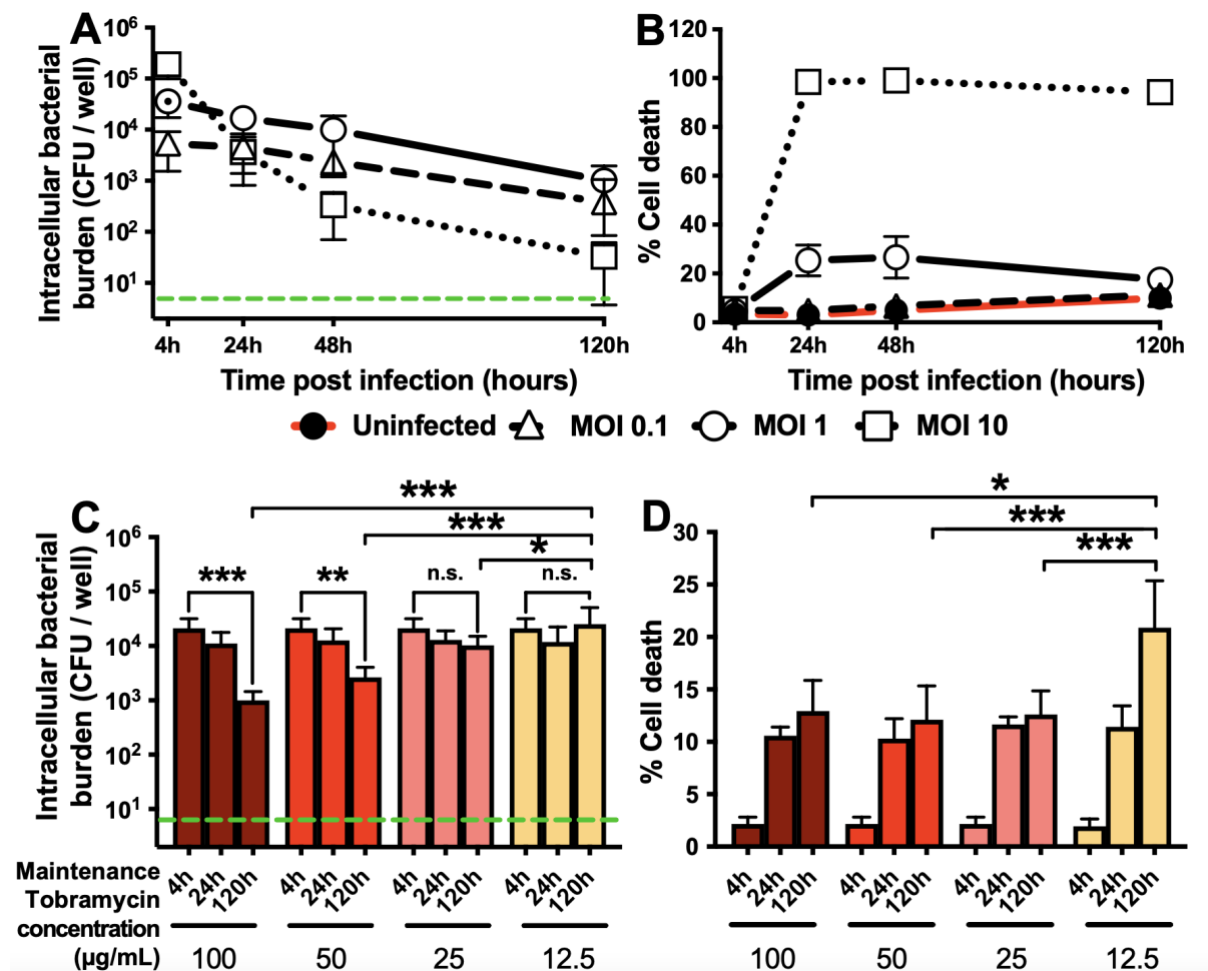 A
Intracellular bacterial
burden (CFU / well)
10⁶
10⁵
10⁴
10³
10²
10¹
4h 24h 48h 120h
Time post infection (hours)
B
% Cell death
120
100
80
60
40
20
0
4h 24h 48h 120h
Time post infection (hours)
Uninfected MOI 0.1 MOI 1 MOI 10
C
Intracellular bacterial
burden (CFU / well)
10⁶
10⁵
10⁴
10³
10²
10¹
***
***
*
*** ** n.s. n.s.
4h 24h 120h 4h 24h 120h 4h 24h 120h 4h 24h 120h
Maintenance
Tobramycin
concentration
(µg/mL) 100 50 25 12.5
D
% Cell death
30
25
20
15
10
5
0
*
***
***
4h 24h 120h 4h 24h 120h 4h 24h 120h 4h 24h 120h
100 50 25 12.5